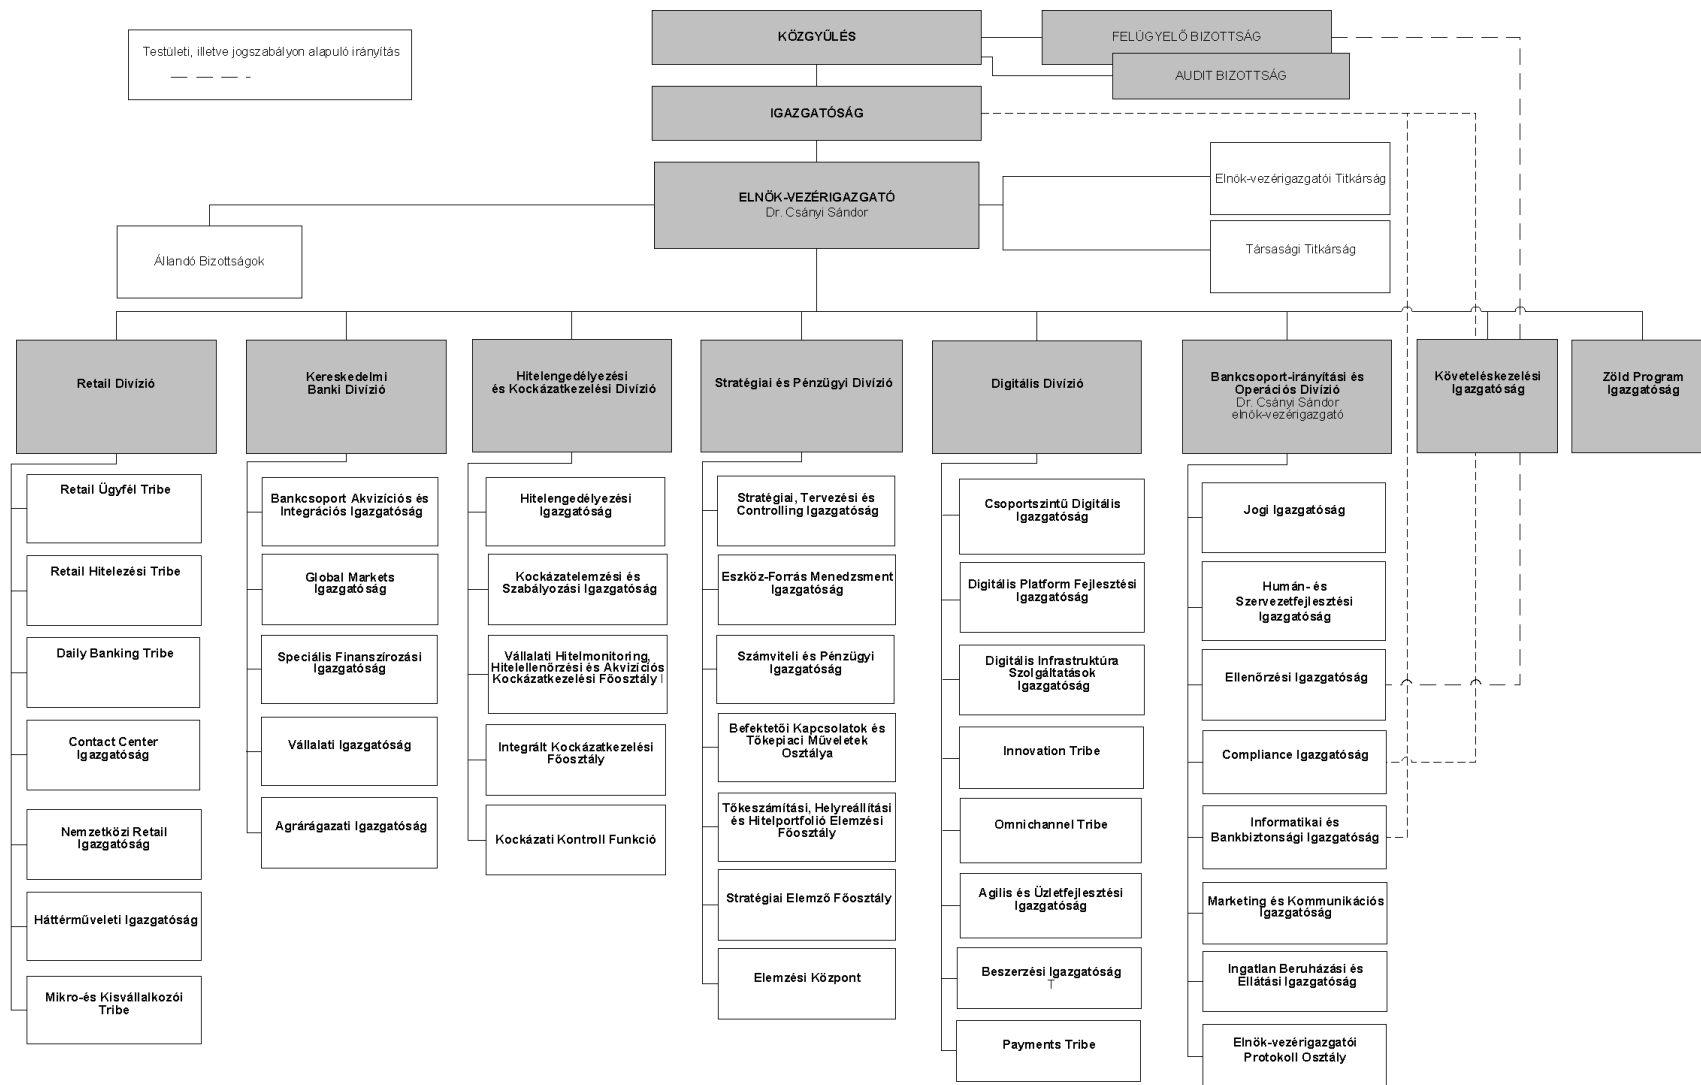 Testületi, illetve jogszabályon alapuló irányítás
KÖZGYŰLÉS
FELÜGYELŐ BIZOTTSÁG
AUDIT BIZOTTSÁG
IGAZGATÓSÁG
ELNÖK-VEZÉRIGAZGATÓ
Dr. Csányi Sándor
Elnök-vezérigazgatói Titkárság
Társasági Titkárság
Állandó Bizottságok
Retail Divízió
Kereskedelmi
Banki Divízió
Hitelengedélyezési
és Kockázatkezelési Divízió
Stratégiai és Pénzügyi Divízió
Digitális Divízió
Bankcsoport-irányítási és
Operációs Divízió
Dr. Csányi Sándor
elnök-vezérigazgató
Követeléskezelési
Igazgatóság
Zöld Program
Igazgatóság
Retail Ügyfél Tribe
Retail Hitelezési Tribe
Daily Banking Tribe
Contact Center
Igazgatóság
Nemzetközi Retail
Igazgatóság
Háttérműveleti Igazgatóság
Mikro-és Kisvállalkozói
Tribe
Bankcsoport Akvizíciós és
Integrációs Igazgatóság
Global Markets
Igazgatóság
Speciális Finanszírozási
Igazgatóság
Vállalati Igazgatóság
Agrárágazati Igazgatóság
Hitelengedélyezési
Igazgatóság
Kockázatelemzési és
Szabályozási Igazgatóság
Vállalati Hitelmonitoring,
Hitelellenőrzési és Akvizíciós
Kockázatkezelési Főosztály
Integrált Kockázatkezelési
Főosztály
Kockázati Kontroll Funkció
Stratégiai, Tervezési és
Controlling Igazgatóság
Eszköz-Forrás Menedzsment
Igazgatóság
Számviteli és Pénzügyi
Igazgatóság
Befektetői Kapcsolatok és
Tőkepiaci Műveletek
Osztálya
Tőkeszámítási, Helyreállítási
és Hitelportfolió Elemzési
Főosztály
Stratégiai Elemző Főosztály
Elemzési Központ
Csoportszintű Digitális
Igazgatóság
Digitális Platform Fejlesztési
Igazgatóság
Digitális Infrastruktúra
Szolgáltatások
Igazgatóság
Innovation Tribe
Omnichannel Tribe
Agilis és Üzletfejlesztési
Igazgatóság
Beszerzési Igazgatóság
T
Payments Tribe
Jogi Igazgatóság
Humán- és
Szervezetfejlesztési
Igazgatóság
Ellenőrzési Igazgatóság
Compliance Igazgatóság
Informatikai és
Bankbiztonsági Igazgatóság
Marketing és Kommunikációs
Igazgatóság
Ingatlan Beruházási és
Ellátási Igazgatóság
Elnök-vezérigazgatói
Protokoll Osztály